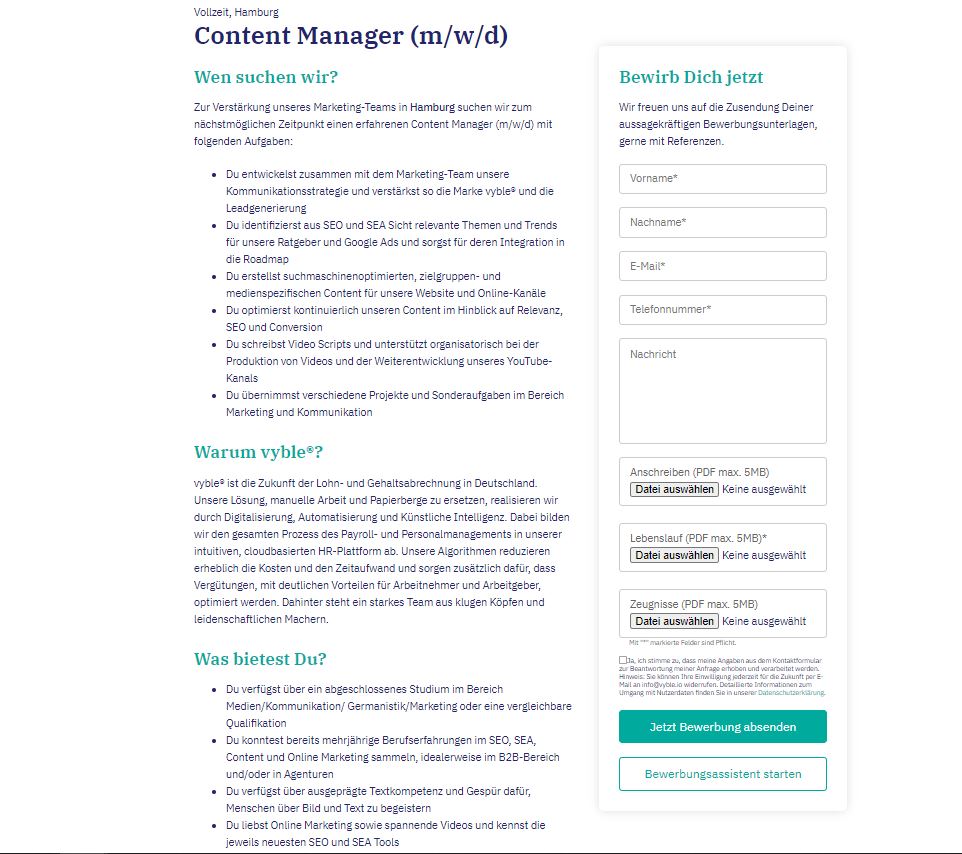 Vollzeit, Hamburg
Content Manager (m/w/d)
Wen suchen wir?
Zur Verstärkung unseres Marketing-Teams in Hamburg suchen wir zum
nächstmöglichen Zeitpunkt einen erfahrenen Content Manager (m/w/d) mit
folgenden Aufgaben:
Du entwickelst zusammen mit dem Marketing-Team unsere
Kommunikationsstrategie und verstärkst so die Marke vyble® und die
Leadgenerierung
Du identifizierst aus SEO und SEA Sicht relevante Themen und Trends
für unsere Ratgeber und Google Ads und sorgst für deren Integration in
die Roadmap
Du erstellst suchmaschinenoptimierten, zielgruppen- und
medienspezifischen Content für unsere Website und Online-Kanäle
Du optimierst kontinuierlich unseren Content im Hinblick auf Relevanz,
SEO und Conversion
Du schreibst Video Scripts und unterstützt organisatorisch bei der
Produktion von Videos und der Weiterentwicklung unseres YouTube-
Kanals
Du übernimmst verschiedene Projekte und Sonderaufgaben im Bereich
Marketing und Kommunikation
Warum vyble®?
vyble® ist die Zukunft der Lohn- und Gehaltsabrechnung in Deutschland.
Unsere Lösung, manuelle Arbeit und Papierberge zu ersetzen, realisieren wir
durch Digitalisierung, Automatisierung und Künstliche Intelligenz. Dabei bilden
wir den gesamten Prozess des Payroll- und Personalmanagements in unserer
intuitiven, cloudbasierten HR-Plattform ab. Unsere Algorithmen reduzieren
erheblich die Kosten und den Zeitaufwand und sorgen zusätzlich dafür, dass
Vergütungen, mit deutlichen Vorteilen für Arbeitnehmer und Arbeitgeber,
optimiert werden. Dahinter steht ein starkes Team aus klugen Köpfen und
leidenschaftlichen Machern.
Was bietest Du?
Du verfügst über ein abgeschlossenes Studium im Bereich
Medien/Kommunikation/ Germanistik/Marketing oder eine vergleichbare
Qualifikation
Du konntest bereits mehrjährige Berufserfahrungen im SEO, SEA,
Content und Online Marketing sammeln, idealerweise im B2B-Bereich
und/oder in Agenturen
Du verfügst über ausgeprägte Textkompetenz und Gespür dafür,
Menschen über Bild und Text zu begeistern
Du liebst Online Marketing sowie spannende Videos und kennst die
jeweils neuesten SEO und SEA Tools
Bewirb Dich jetzt
Wir freuen uns auf die Zusendung Deiner
aussagekräftigen Bewerbungsunterlagen,
gerne mit Referenzen.
Vorname*
Nachname*
E-Mail*
Telefonnummer*
Nachricht
Anschreiben (PDF max. 5MB)
Datei auswählen Keine ausgewählt
Lebenslauf (PDF max. 5MB)*
Datei auswählen Keine ausgewählt
Zeugnisse (PDF max. 5MB)
Datei auswählen Keine ausgewählt
Mit "*" markierte Felder sind Pflicht.
Ja, ich stimme zu, dass meine Angaben aus dem Kontaktformular
zur Beantwortung meiner Anfrage erhoben und verarbeitet werden.
Hinweis: Sie können Ihre Einwilligung jederzeit für die Zukunft per E-
Mail an info@vyble.io widerrufen. Detaillierte Informationen zum
Umgang mit Nutzerdaten finden Sie in unserer Datenschutzerklärung.
Jetzt Bewerbung absenden
Bewerbungsassistent starten